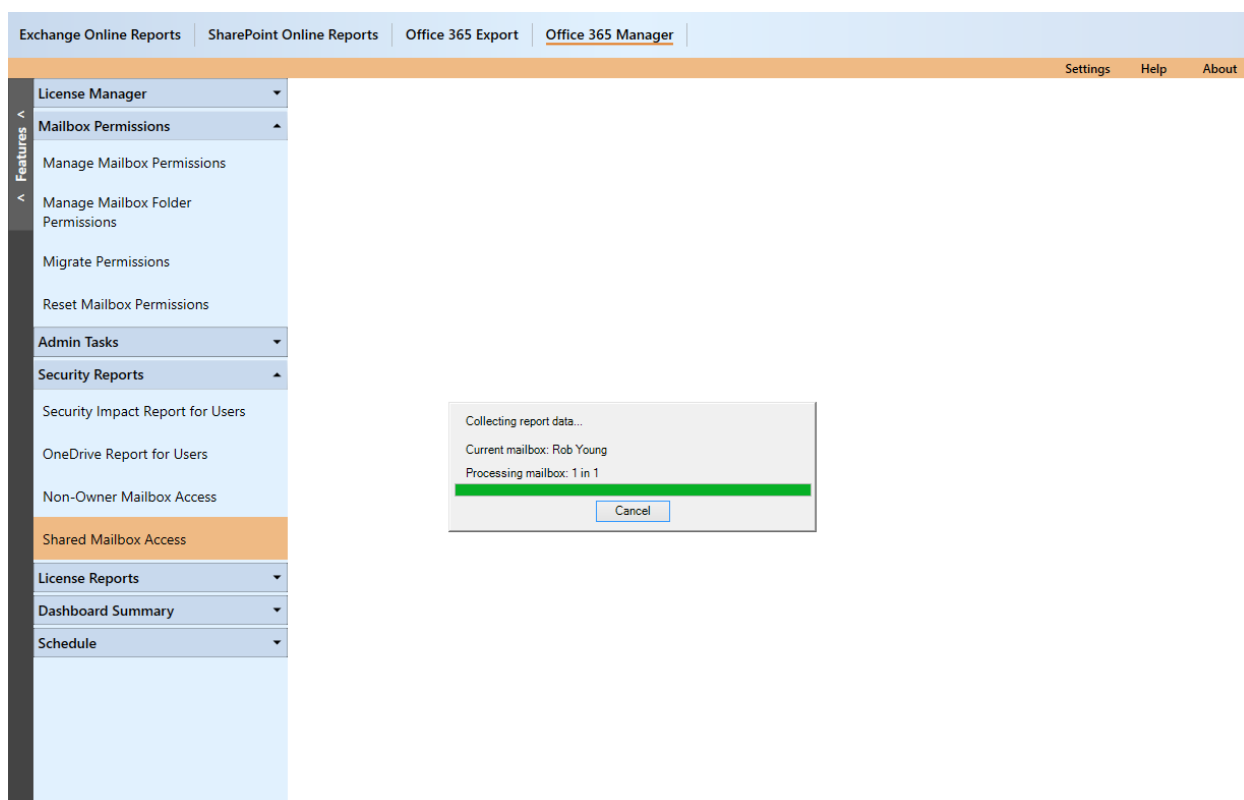 Exchange Online Reports
SharePoint Online Reports
Office 365 Export
Office 365 Manager
Settings
Help
About
< Features <
License Manager
Mailbox Permissions
Manage Mailbox Permissions
Manage Mailbox Folder
Permissions
Migrate Permissions
Reset Mailbox Permissions
Admin Tasks
Security Reports
Security Impact Report for Users
OneDrive Report for Users
Non-Owner Mailbox Access
Shared Mailbox Access
License Reports
Dashboard Summary
Schedule
Collecting report data...
Current mailbox: Rob Young
Processing mailbox: 1 in 1
Cancel